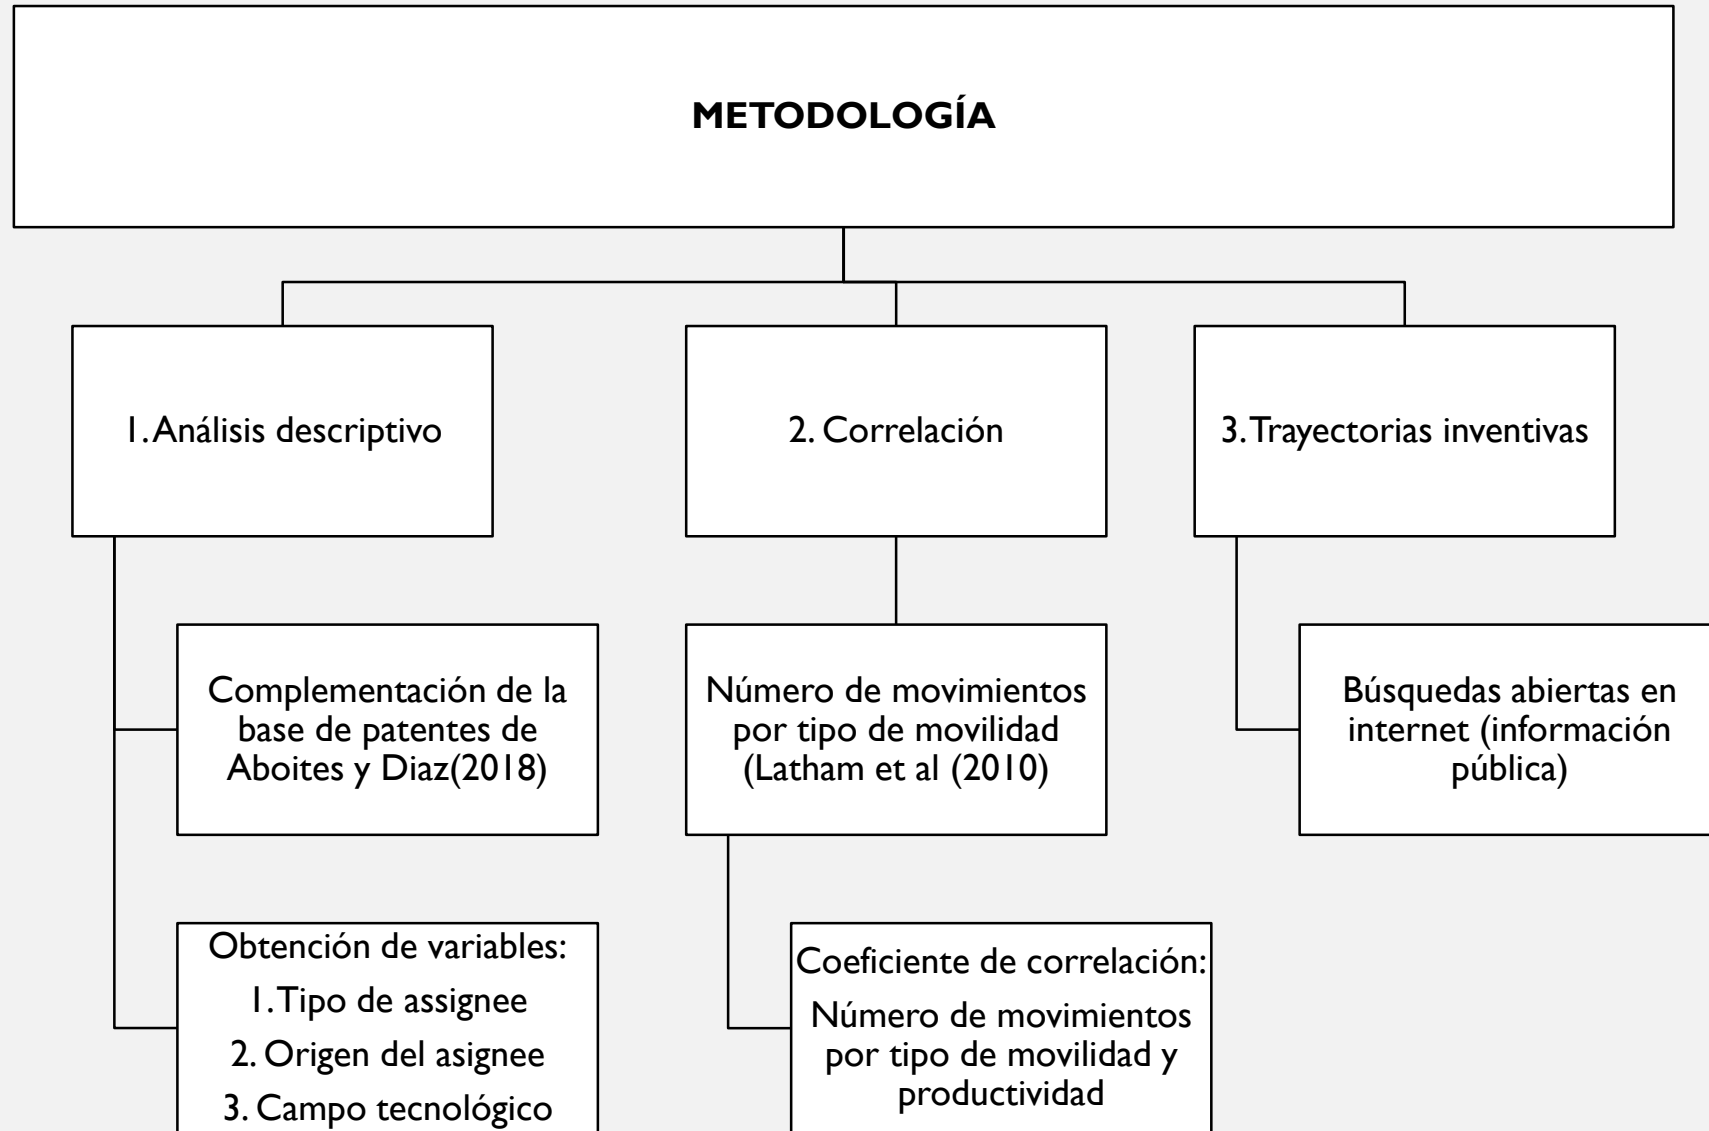 METODOLOGÍA
1. Análisis descriptivo
2. Correlación
3. Trayectorias inventivas
Complementación de la
base de patentes de
Aboites y Diaz(2018)
Número de movimientos
por tipo de movilidad
(Latham et al (2010)
Búsquedas abiertas en
internet (información
pública)
Obtención de variables:
1. Tipo de assignee
2. Origen del asignee
3. Campo tecnológico
Coeficiente de correlación:
Número de movimientos
por tipo de movilidad y
productividad